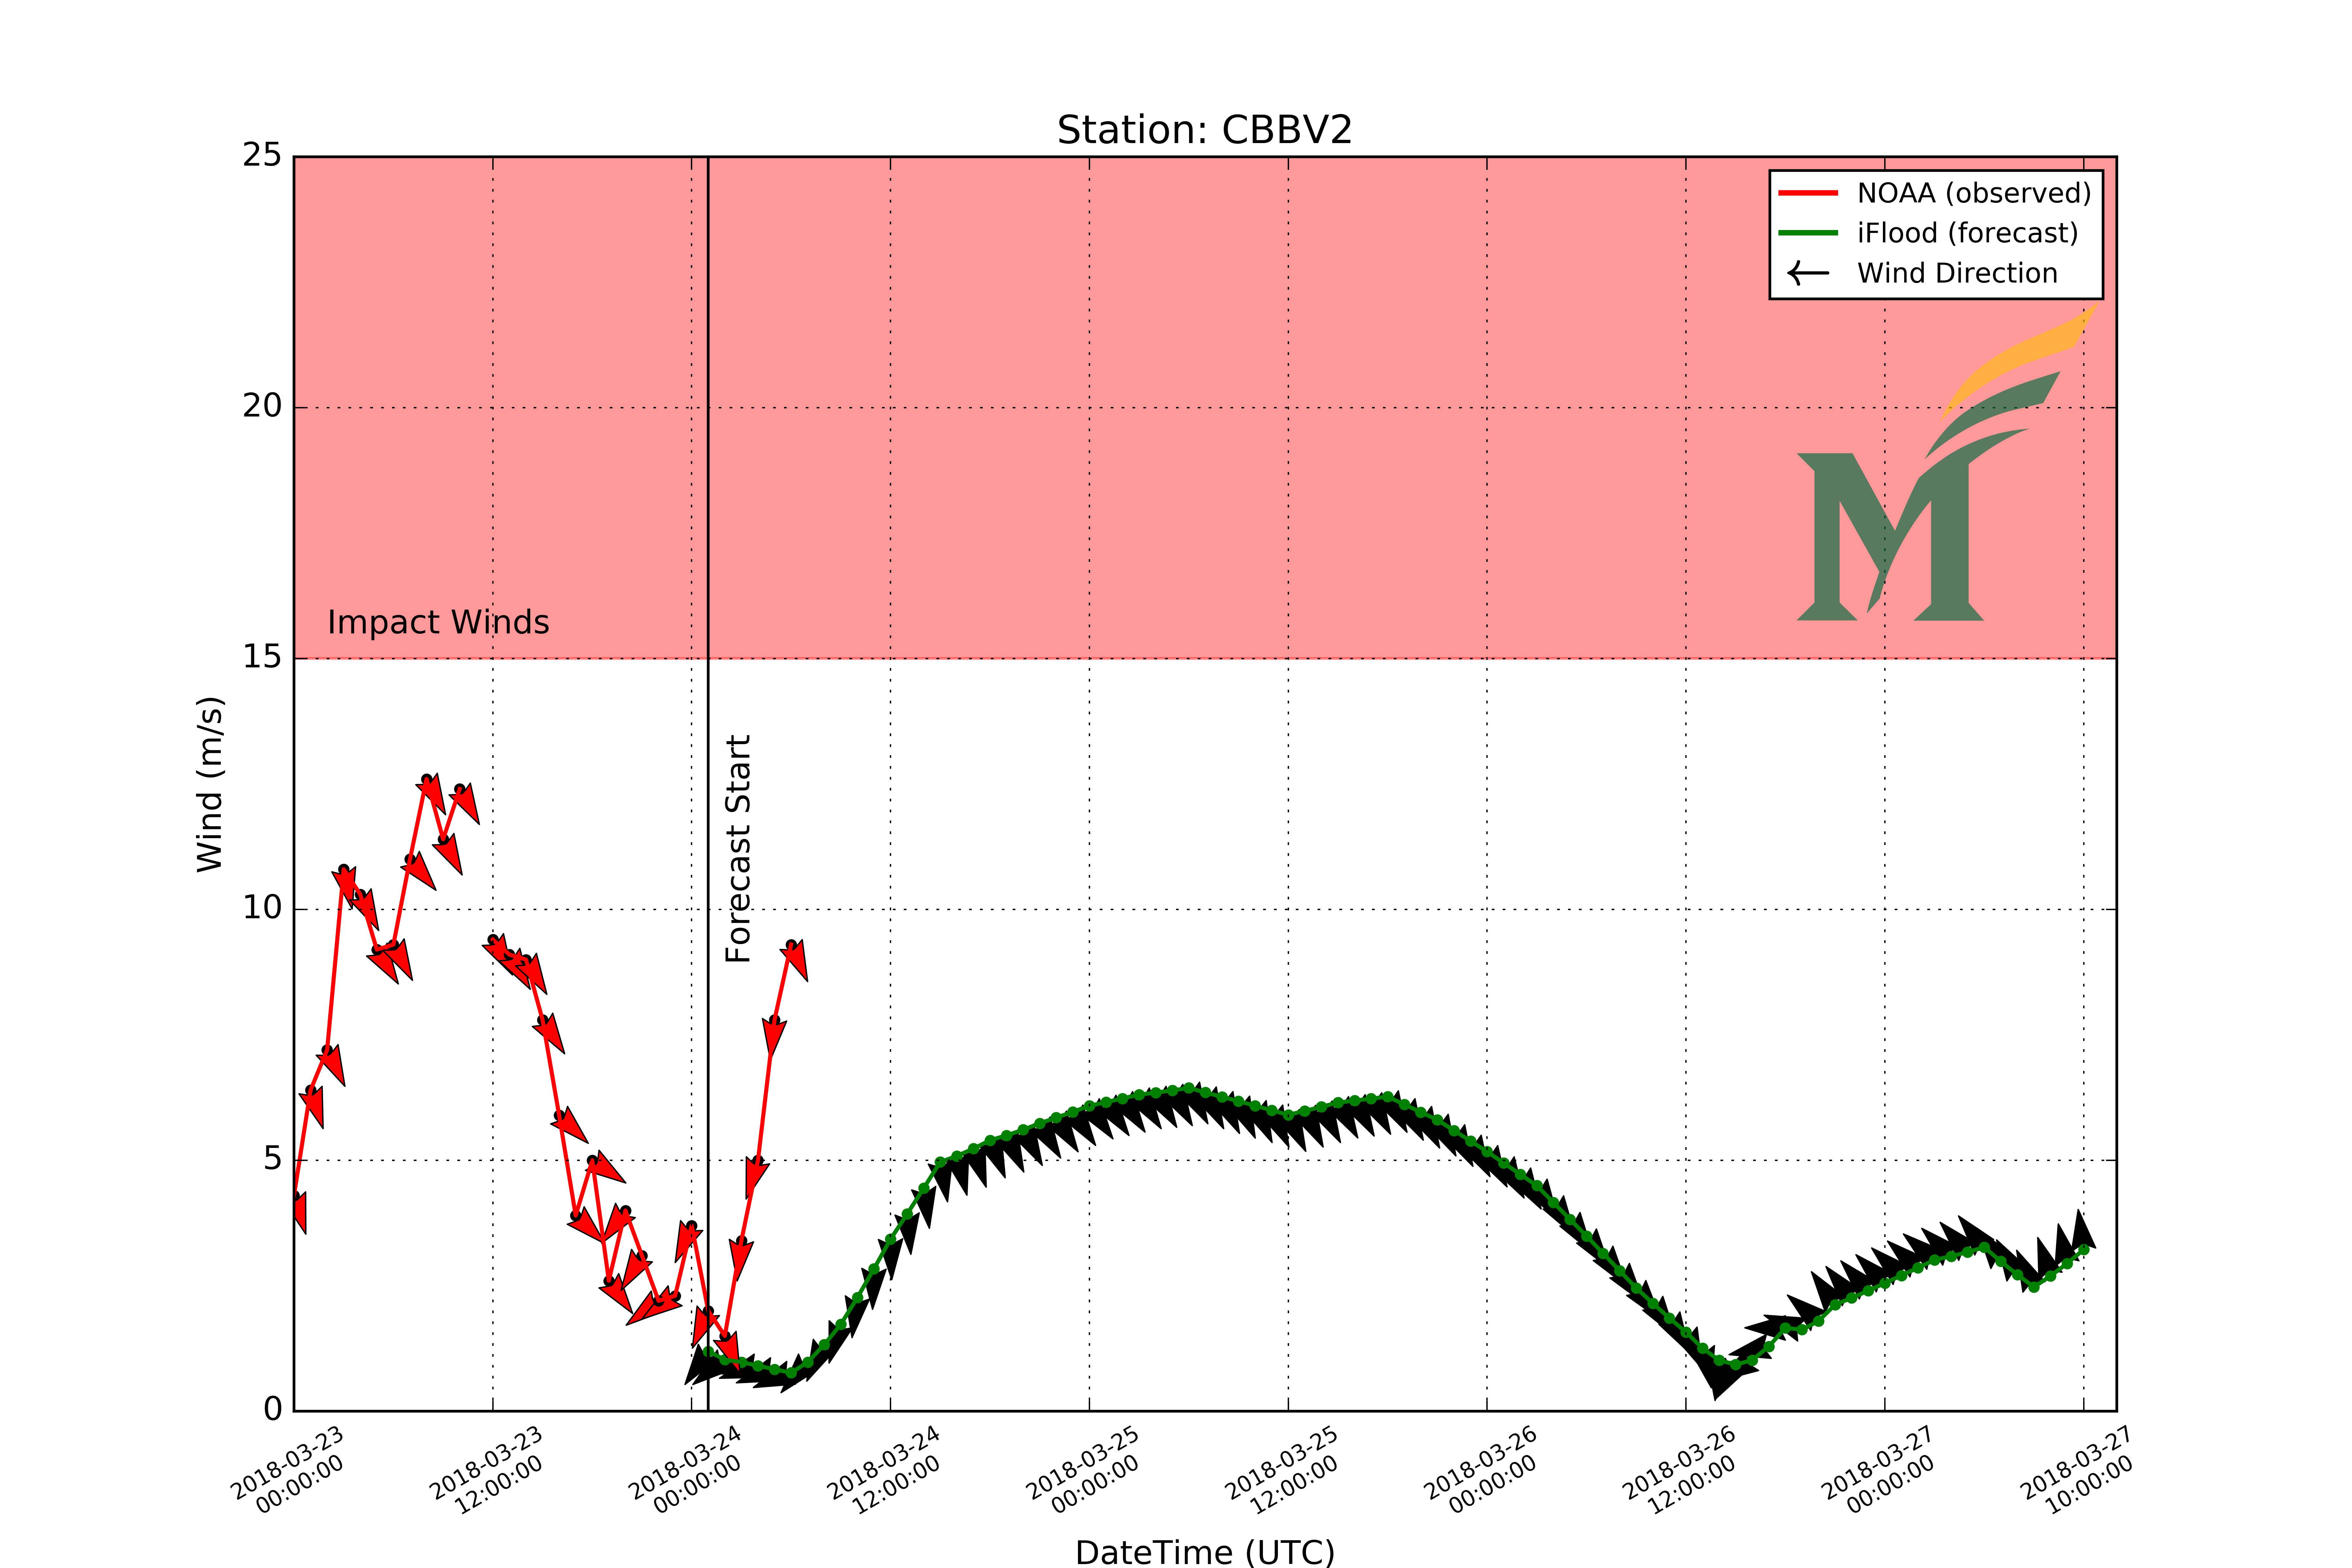 Station: CBBV2
25
20
15
10
5
0
Wind (m/s)
NOAA (observed)
iFlood (forecast)
Wind Direction
M
Impact Winds
Forecast Start
2018-03-23
00:00:00
2018-03-23
12:00:00
2018-03-24
00:00:00
2018-03-24
12:00:00
2018-03-25
00:00:00
2018-03-25
12:00:00
2018-03-26
00:00:00
2018-03-26
12:00:00
2018-03-27
00:00:00
2018-03-27
10:00:00
DateTime (UTC)